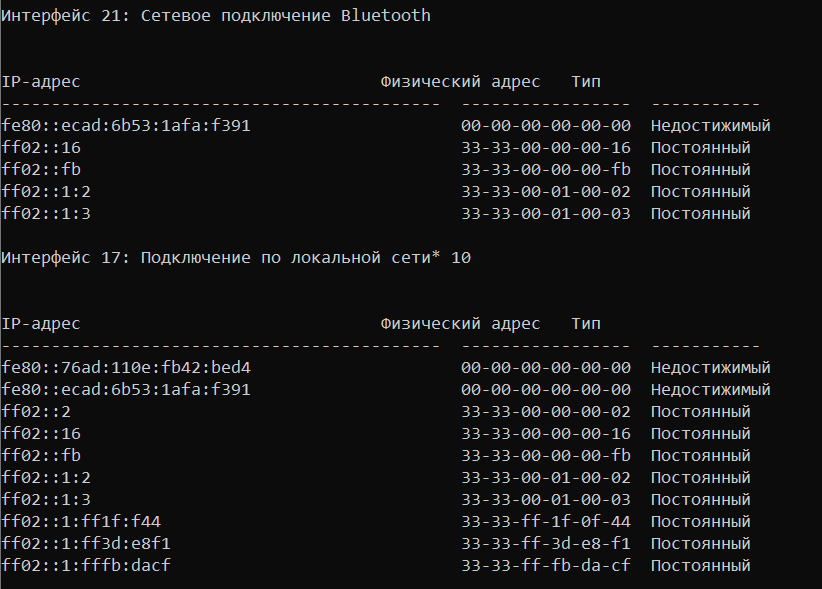 Интерфейс 21: Сетевое подключение Bluetooth
IP-адрес Физический адрес Тип
-------------------------------------------- ----------------- -----------
fe80::ecad:6b53:1afa:f391 00-00-00-00-00-00 Недостижимый
ff02::16 33-33-00-00-00-16 Постоянный
ff02::fb 33-33-00-00-00-fb Постоянный
ff02::1:2 33-33-00-01-00-02 Постоянный
ff02::1:3 33-33-00-01-00-03 Постоянный
Интерфейс 17: Подключение по локальной сети* 10
IP-адрес Физический адрес Тип
-------------------------------------------- ----------------- -----------
fe80::76ad:110e:fb42:bed4 00-00-00-00-00-00 Недостижимый
fe80::ecad:6b53:1afa:f391 00-00-00-00-00-00 Недостижимый
ff02::2 33-33-00-00-00-02 Постоянный
ff02::16 33-33-00-00-00-16 Постоянный
ff02::fb 33-33-00-00-00-fb Постоянный
ff02::1:2 33-33-00-01-00-02 Постоянный
ff02::1:3 33-33-00-01-00-03 Постоянный
ff02::1:ff1f:f44 33-33-ff-1f-0f-44 Постоянный
ff02::1:ff3d:e8f1 33-33-ff-3d-e8-f1 Постоянный
ff02::1:fffb:dacf 33-33-ff-fb-da-cf Постоянный